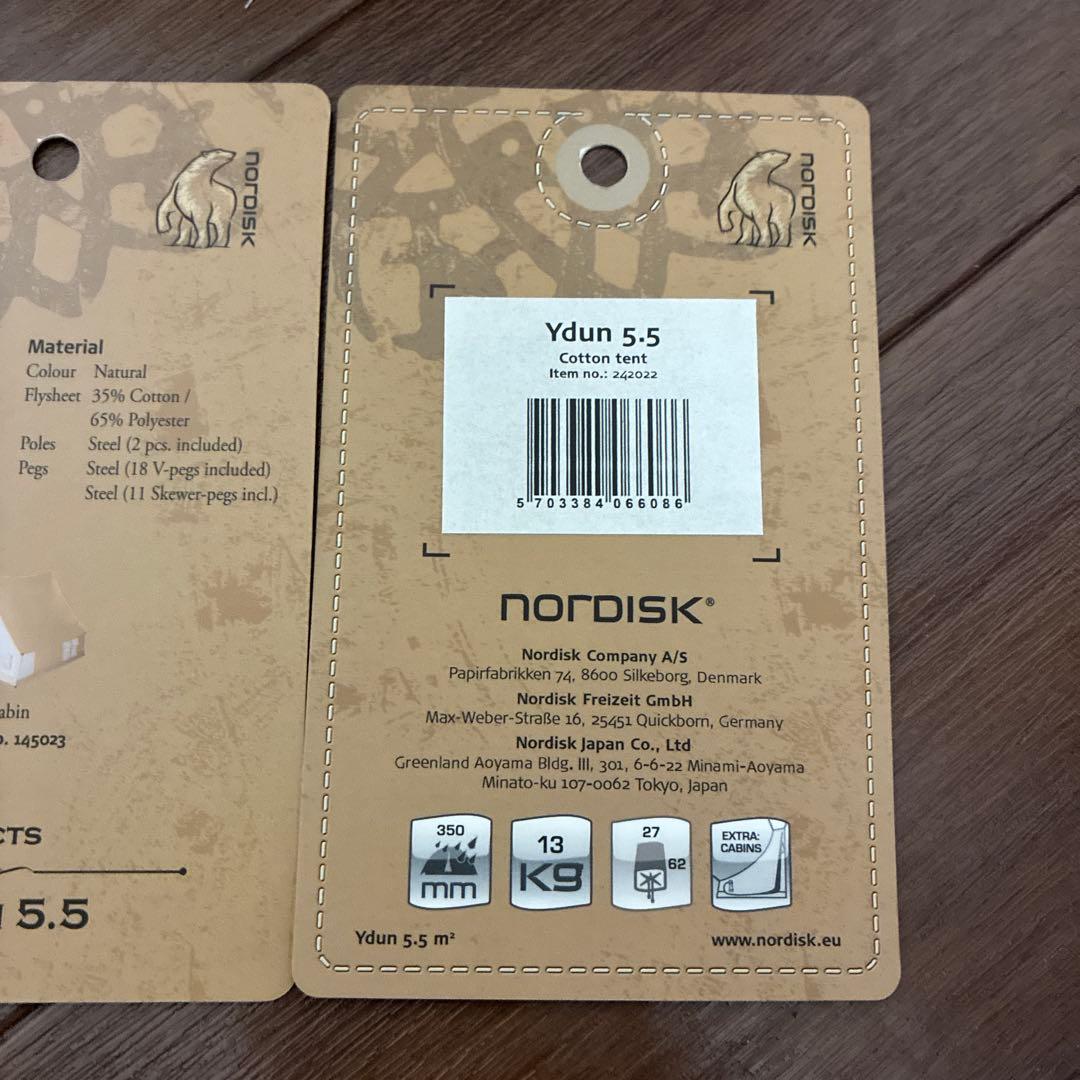 NORDISK
Material
Colour Natural
Flysheet 35% Cotton /
65% Polyester
Poles Steel (2 pcs. included)
Pegs Steel (18 V-pegs included)
Steel (11 Skewer-pegs incl.)
145023
5.5
NORDISK
Ydun 5.5
Cotton tent
Item no.: 242022
5 703384 066086
NORDISK®
Nordisk Company A/S
Papirfabrikken 74, 8600 Silkeborg, Denmark
Nordisk Freizeit GmbH
Max-Weber-Straße 16, 25451 Quickborn, Germany
Nordisk Japan Co., Ltd
Greenland Aoyama Bldg. III, 301, 6-6-22 Minami-Aoyama
Minato-ku 107-0062 Tokyo, Japan
350
mm
13
KG
27
62
EXTRA:
CABINS
Ydun 5.5 m²
www.nordisk.eu